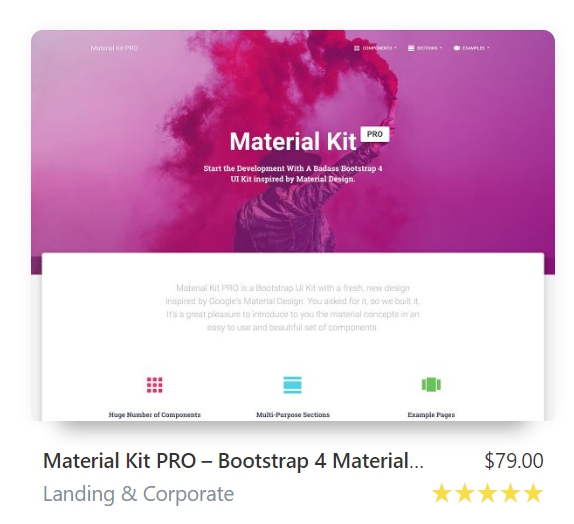 Material Kit PRO
COMPONENTS
SECTIONS
EXAMPLES
Material Kit PRO
Start the Development With A Badass Bootstrap 4
UI Kit inspired by Material Design.
Material Kit PRO is a Bootstrap UI Kit with a fresh, new design
inspired by Google's Material Design. You asked for it, so we built it.
It's a great pleasure to introduce to you the material concepts in an
easy to use and beautiful set of components.
Huge Number of Components
Multi-Purpose Sections
Example Pages
Material Kit PRO – Bootstrap 4 Material...
$79.00
Landing & Corporate